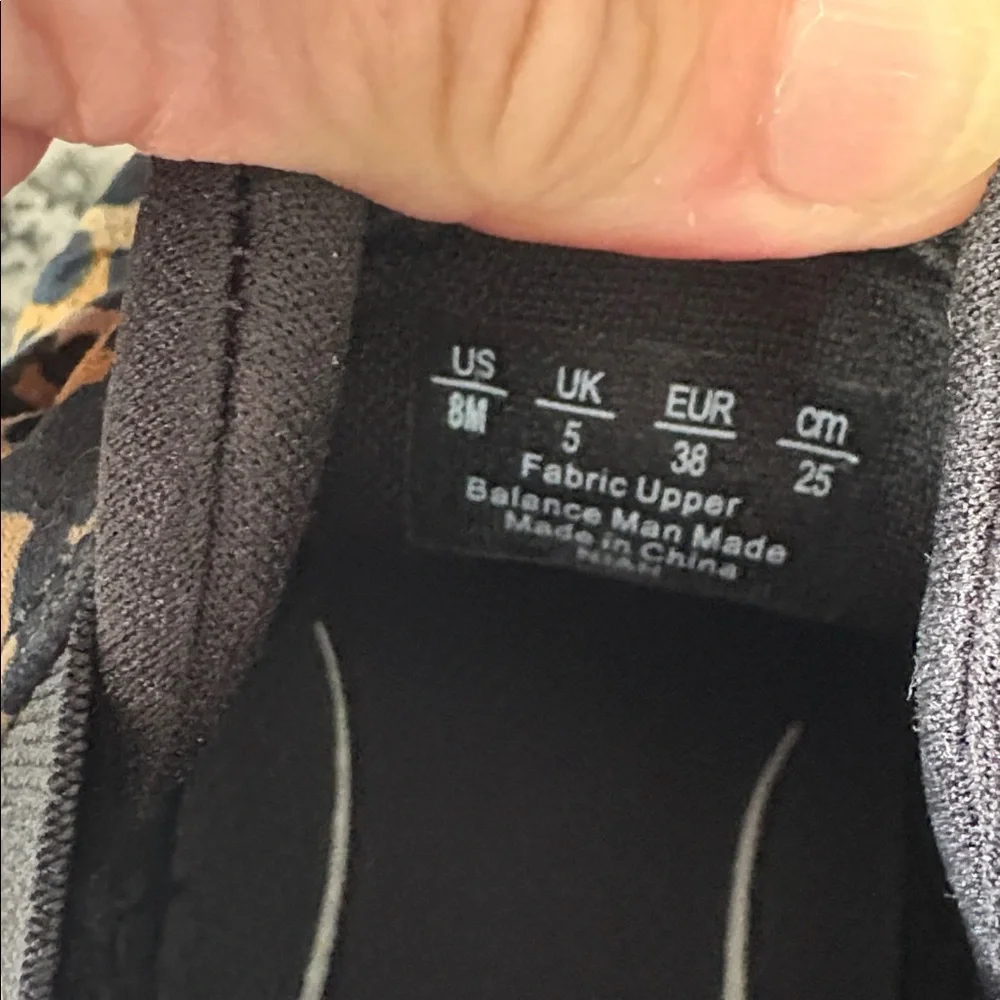 US UK EUR cm
8M 5 38 25
Fabric Upper
Balance Man Made
Made in China